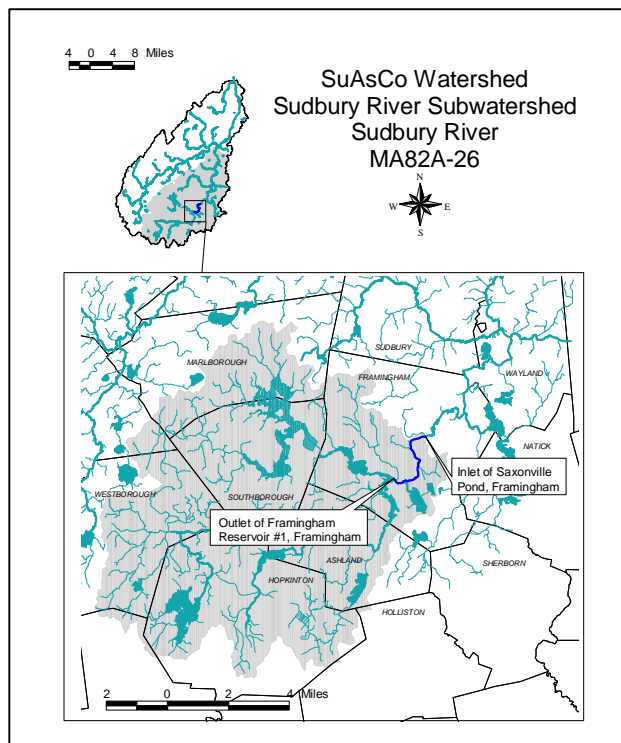 4 0 4 8 Miles
SuAsCo Watershed
Sudbury River Subwatershed
Sudbury River
MA82A-26
N
W E
S
SUDBURY
MARLBOROUGH
FRAMINGHAM
WAYLAND
NATICK
Inlet of Saxonville
Pond, Framingham
WESTBOROUGH
SOUTHBOROUGH
Outlet of Framingham
Reservoir #1, Framingham
ASHLAND
SHERBORN
HOPKINTON
HOLLISTON
2 0 2 4 Miles